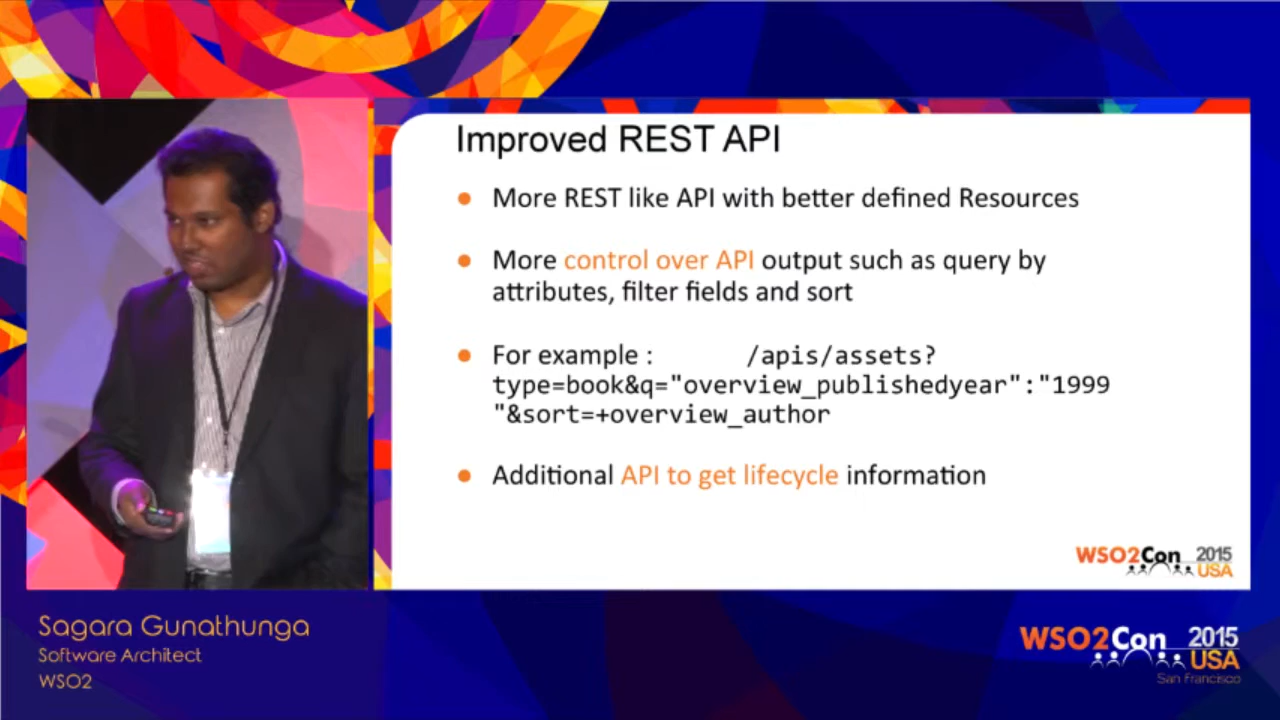 Improved REST API
● More REST like API with better defined Resources
● More control over API output such as query by
attributes, filter fields and sort
● For example : /apis/assets?
type=book&q="overview_publishedyear":"1999
"&sort=+overview_author
● Additional API to get lifecycle information
WSO2Con 2015
USA
Sagara Gunathunga
Software Architect
WSO2
WSO2Con 2015
USA
San Francisco